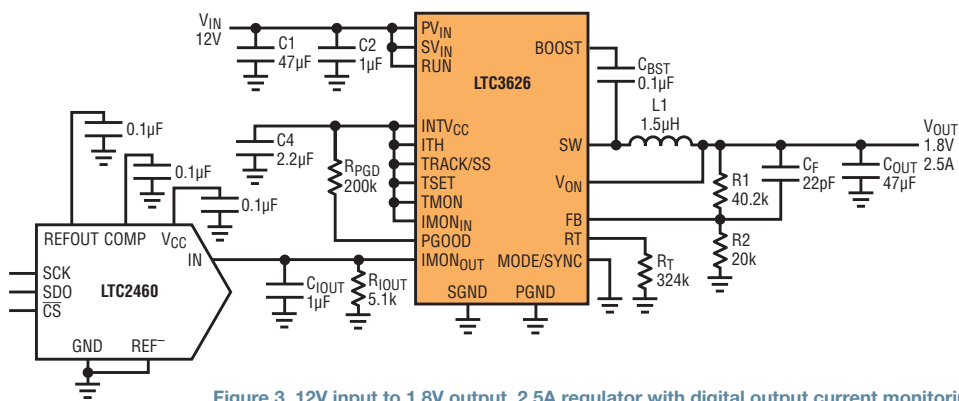 VIN
12V
C1
47µF
C2
1µF
PVIN
SVIN
RUN
BOOST
LTC3626
CBST
0.1µF
L1
1.5µH
SW
VOUT
1.8V
2.5A
0.1µF
0.1µF
0.1µF
C4
2.2µF
RPGD
200k
INTVCC
ITH
TRACK/SS
TSET
TMON
IMONIN
PGOOD
IMONOUT
VON
FB
RT
MODE/SYNC
SGND
PGND
R1
40.2k
R2
20k
CF
22pF
COUT
47µF
RT
324k
REFOUT
COMP
VCC
IN
SCK
SDO
CS
LTC2460
GND
REF–
CIOUT
1µF
RIOUT
5.1k
Figure 3. 12V input to 1.8V output, 2.5A regulator with digital output current monitorin